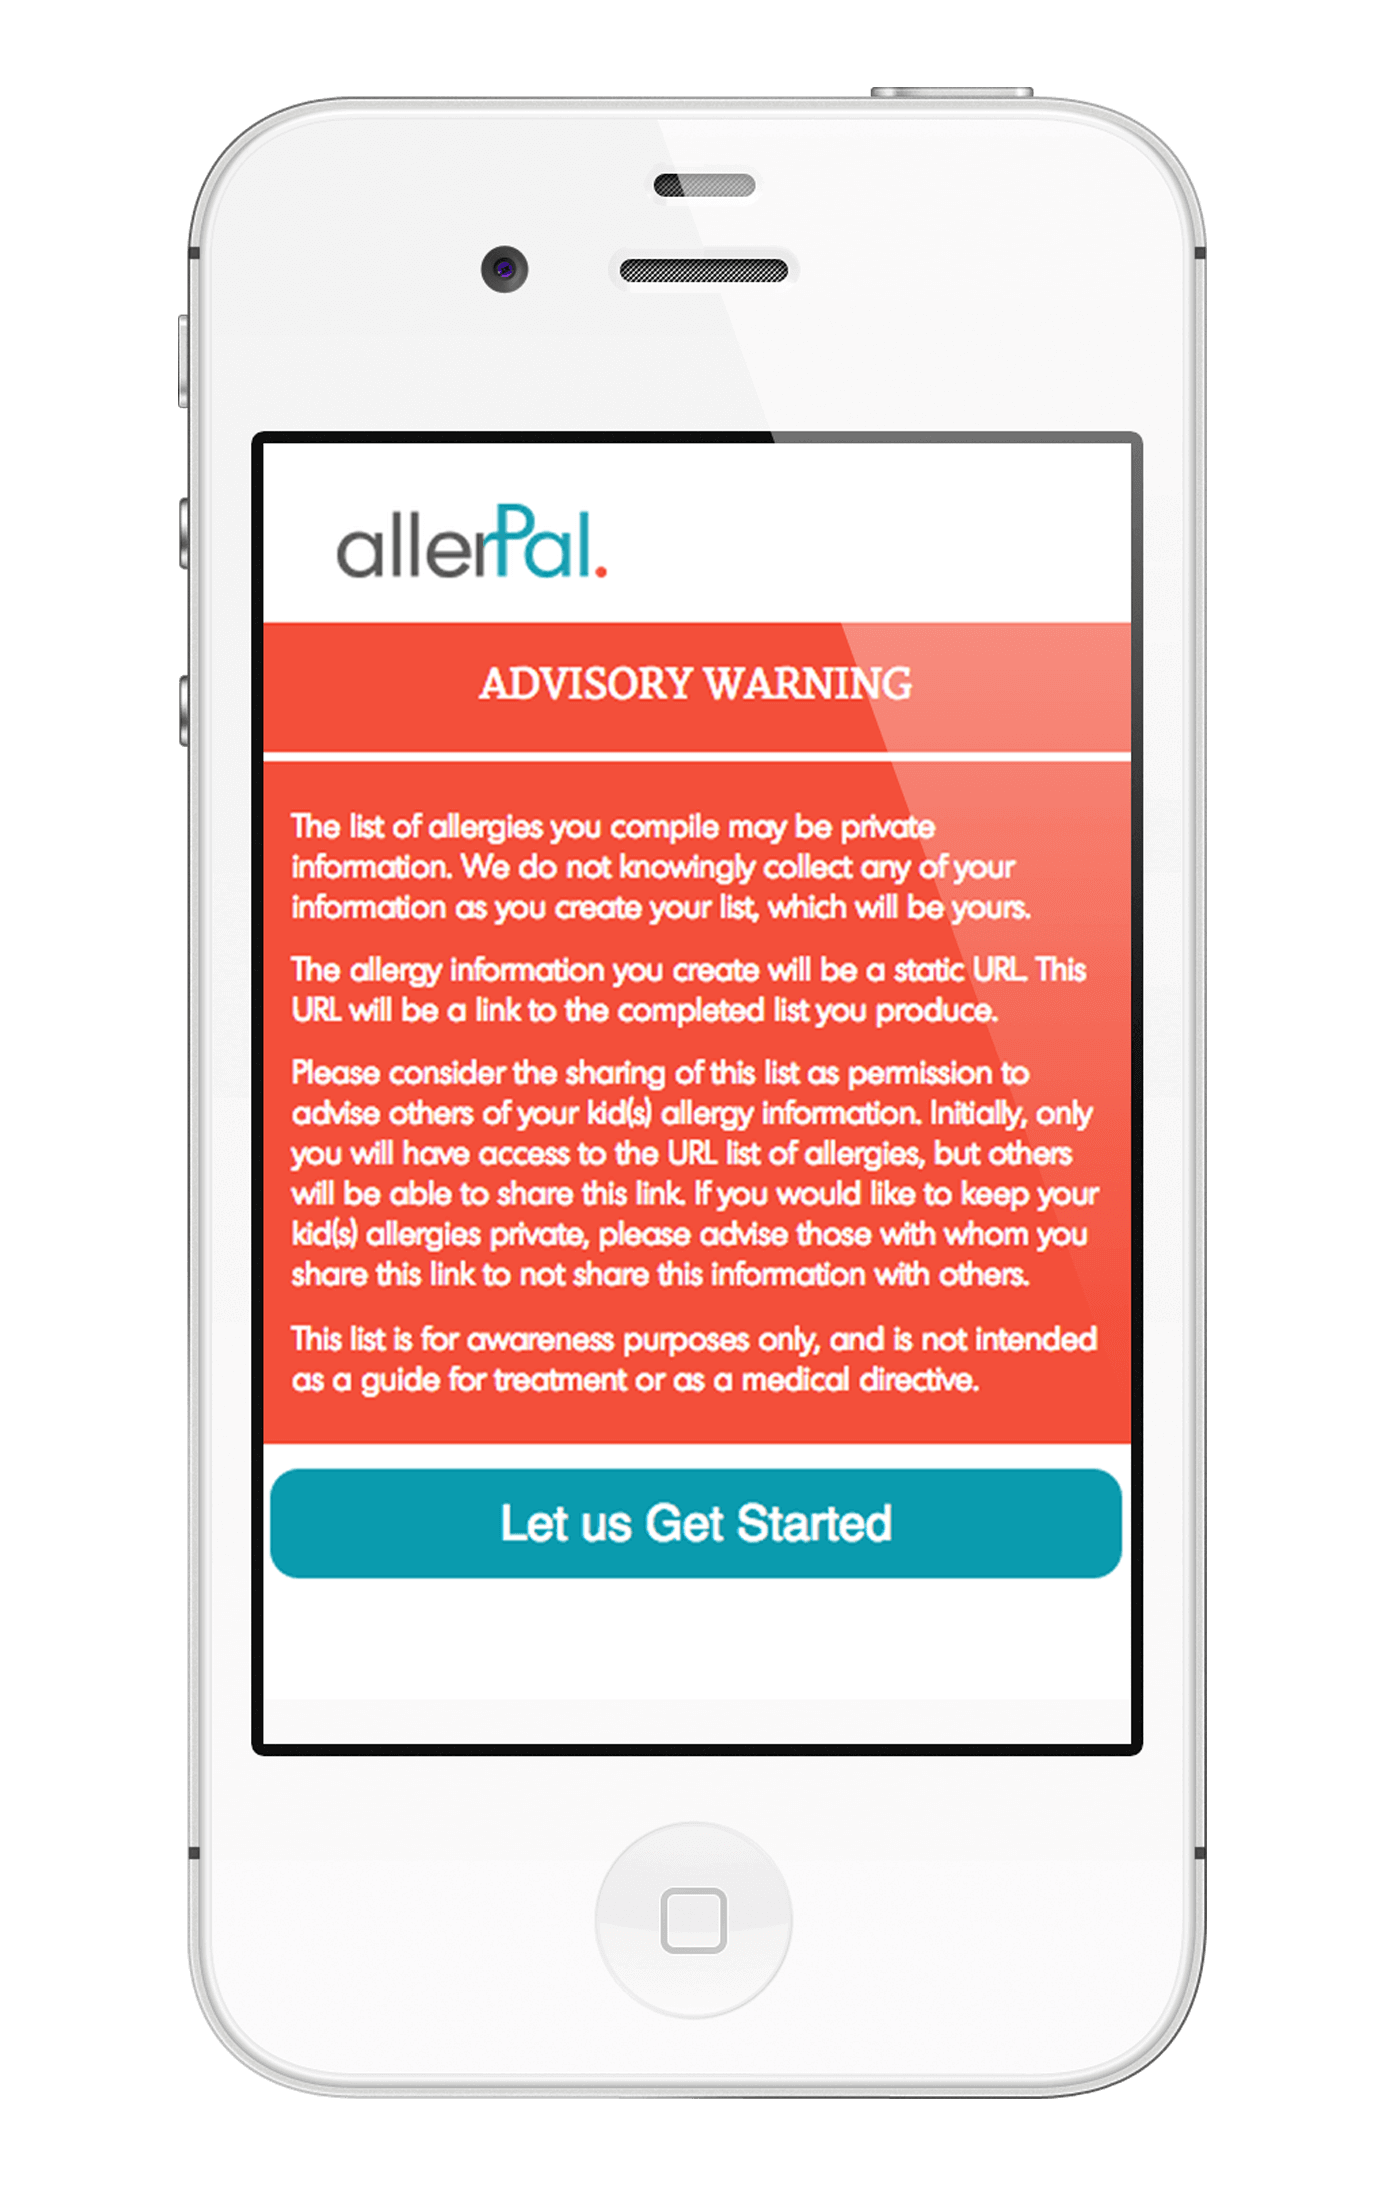 allerPal.
ADVISORY WARNING
The list of allergies you compile may be private
information. We do not knowingly collect any of your
information as you create your list, which will be yours.
The allergy information you create will be a static URL. This
URL will be a link to the completed list you produce.
Please consider the sharing of this list as permission to
advise others of your kid(s) allergy information. Initially, only
you will have access to the URL list of allergies, but others
will be able to share this link. If you would like to keep your
kid(s) allergies private, please advise those with whom you
share this link to not share this information with others.
This list is for awareness purposes only, and is not intended
as a guide for treatment or as a medical directive.
Let us Get Started